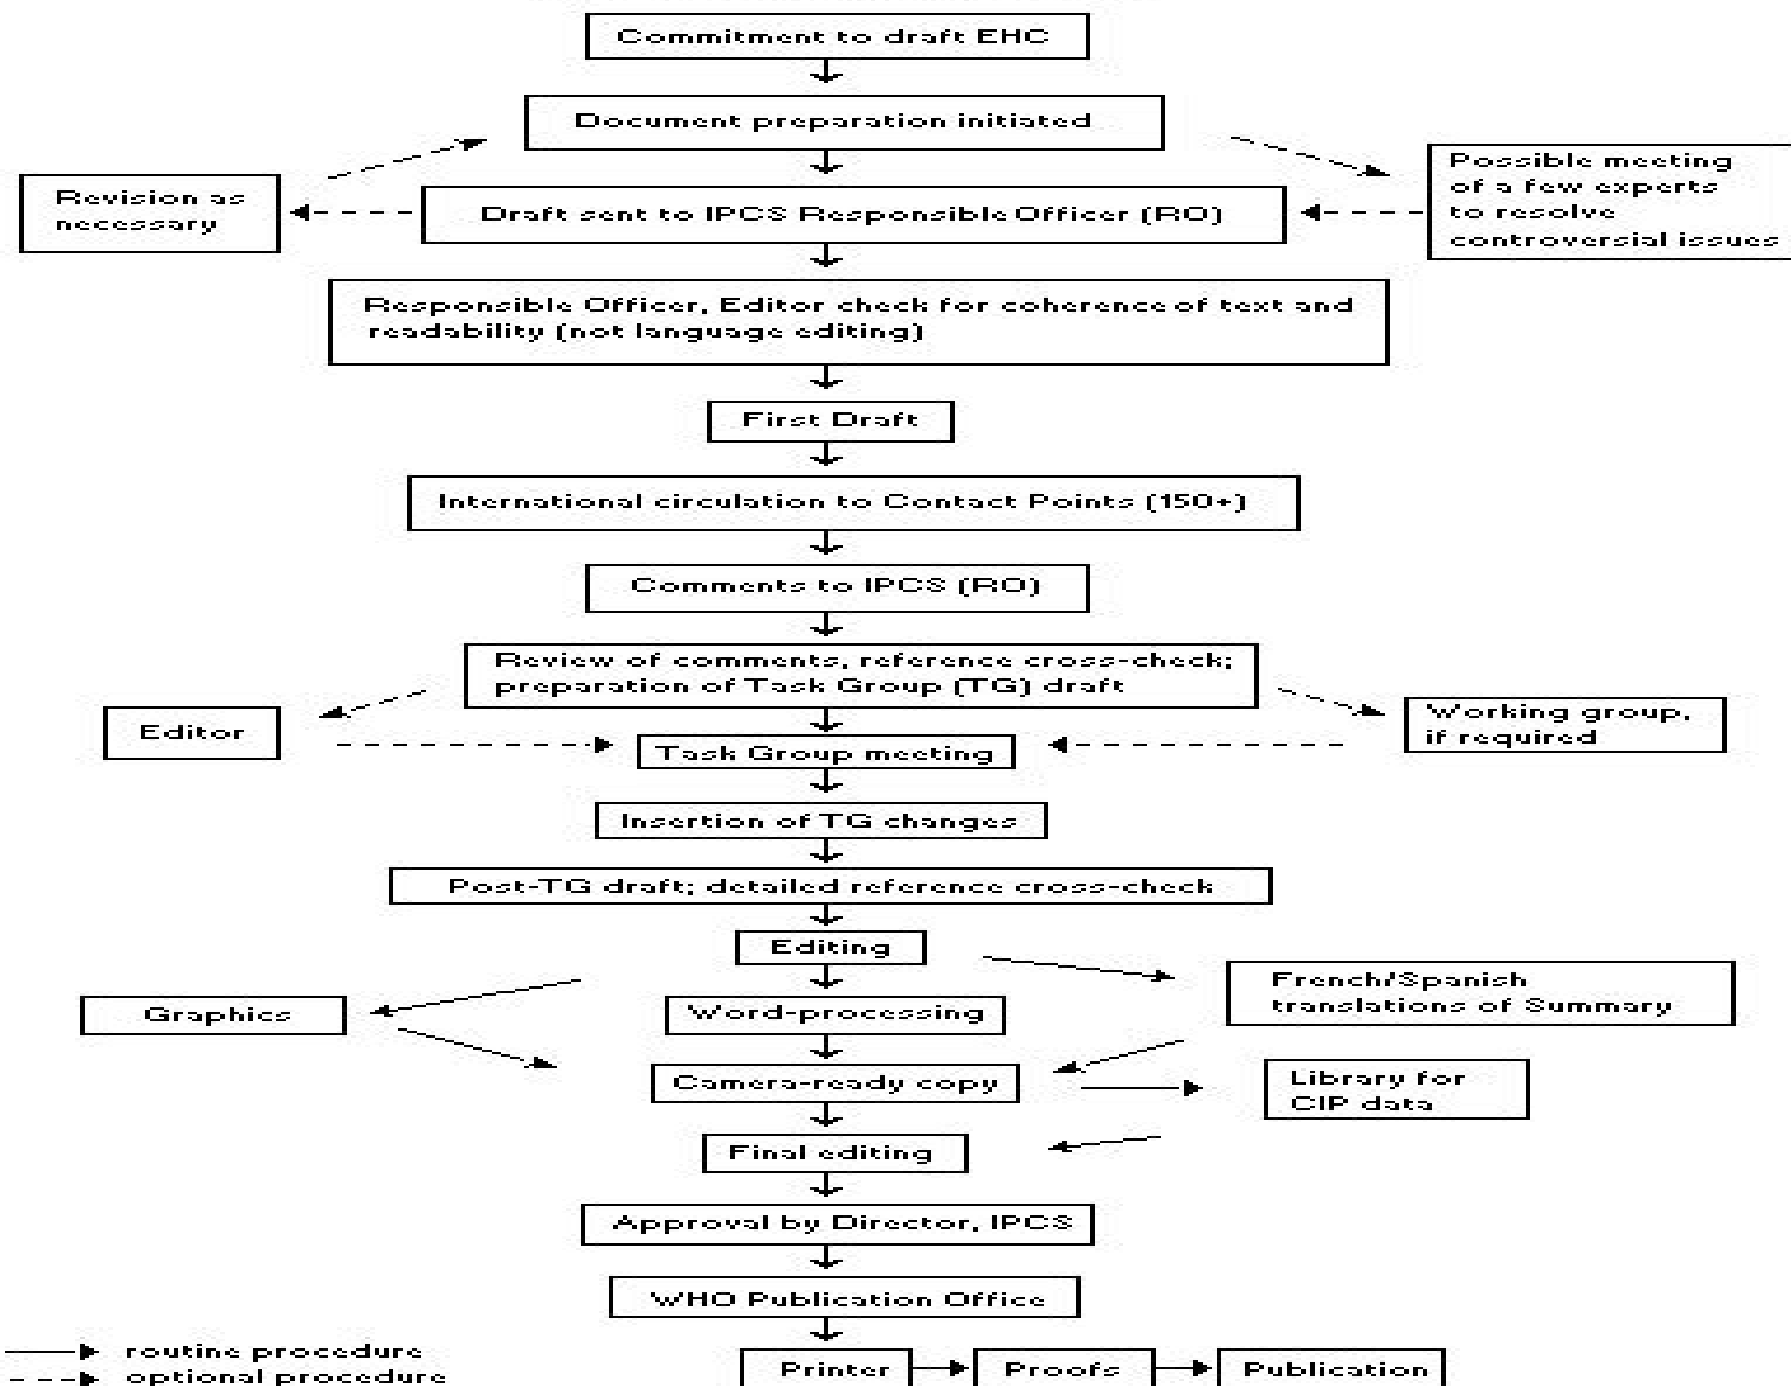 Commitment to draft EHC
Document preparation initiated
Possible meeting
of a few experts
to resolve
controversial issues
Revision as
necessary
Draft sent to IPCS Responsible Officer (RO)
Responsible Officer, Editor check for coherence of text and
readability (not language editing)
First Draft
International circulation to Contact Points (150+)
Comments to IPCS (RO)
Review of comments, reference cross-check;
preparation of Task Group (TG) draft
Editor
Working group,
if required
Task Group meeting
Insertion of TG changes
Post-TG draft; detailed reference cross-check
Editing
French/Spanish
translations of Summary
Graphics
Word-processing
Camera-ready copy
Library for
CIP data
Final editing
Approval by Director, IPCS
WHO Publication Office
routine procedure
optional procedure
Printer
Proofs
Publication